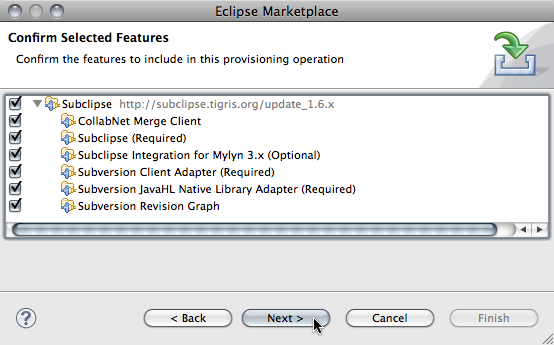 Eclipse Marketplace
Confirm Selected Features
Confirm the features to include in this provisioning operation
Subclipse http://subclipse.tigris.org/update_1.6.x
CollabNet Merge Client
Subclipse (Required)
Subclipse Integration for Mylyn 3.x (Optional)
Subversion Client Adapter (Required)
Subversion JavaHL Native Library Adapter (Required)
Subversion Revision Graph
? < Back Next > Cancel Finish